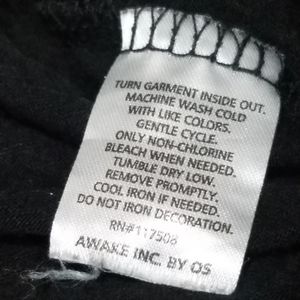 TURN GARMENT INSIDE OUT.
MACHINE WASH COLD
WITH LIKE COLORS.
GENTLE CYCLE.
ONLY NON-CHLORINE
BLEACH WHEN NEEDED.
TUMBLE DRY LOW.
REMOVE PROMPTLY.
COOL IRON IF NEEDED.
DO NOT IRON DECORATION.
RN#117506
AWAKE INC. BY OS